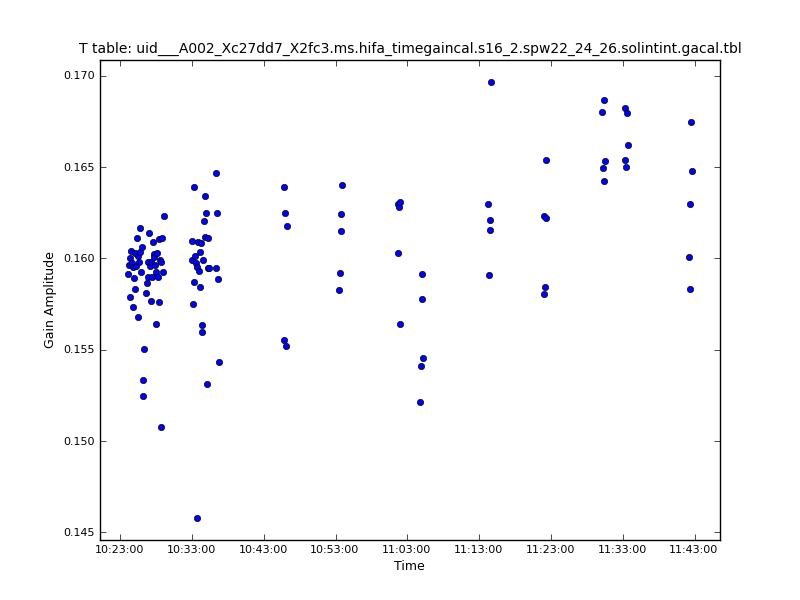 T table: uid___A002_Xc27dd7_X2fc3.ms.hifa_timegaincal.s16_2.spw22_24_26.solintint.gacal.tbl
0.170
0.165
0.160
0.155
0.150
0.145
Gain Amplitude
10:23:00 10:33:00 10:43:00 10:53:00 11:03:00 11:13:00 11:23:00 11:33:00 11:43:00
Time